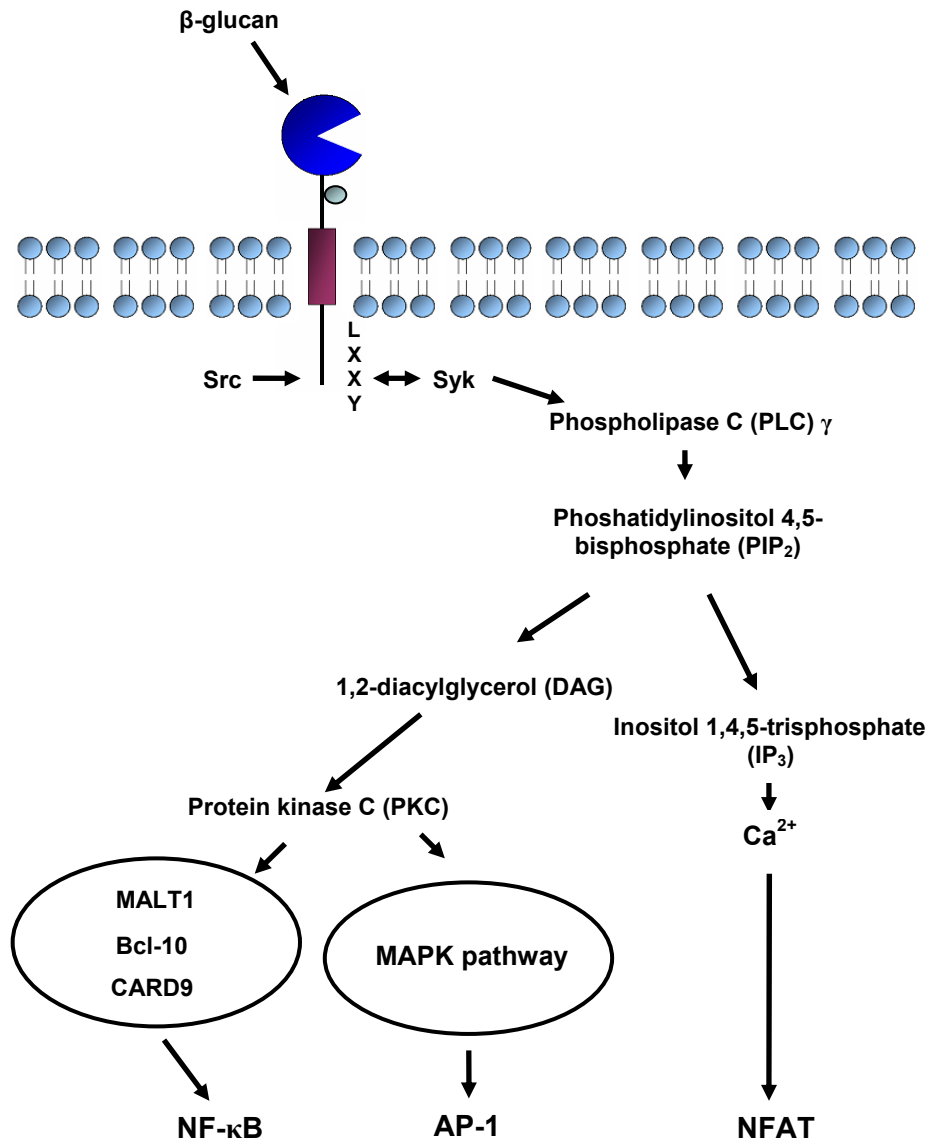 β-glucan
L
X
X
Y
Src
Syk
Phospholipase C (PLC) γ
Phoshatidylinositol 4,5-
bisphosphate (PIP₂)
1,2-diacylglycerol (DAG)
Inositol 1,4,5-trisphosphate
(IP₃)
Protein kinase C (PKC)
Ca²⁺
MALT1
Bcl-10
CARD9
MAPK pathway
NF-κB
AP-1
NFAT